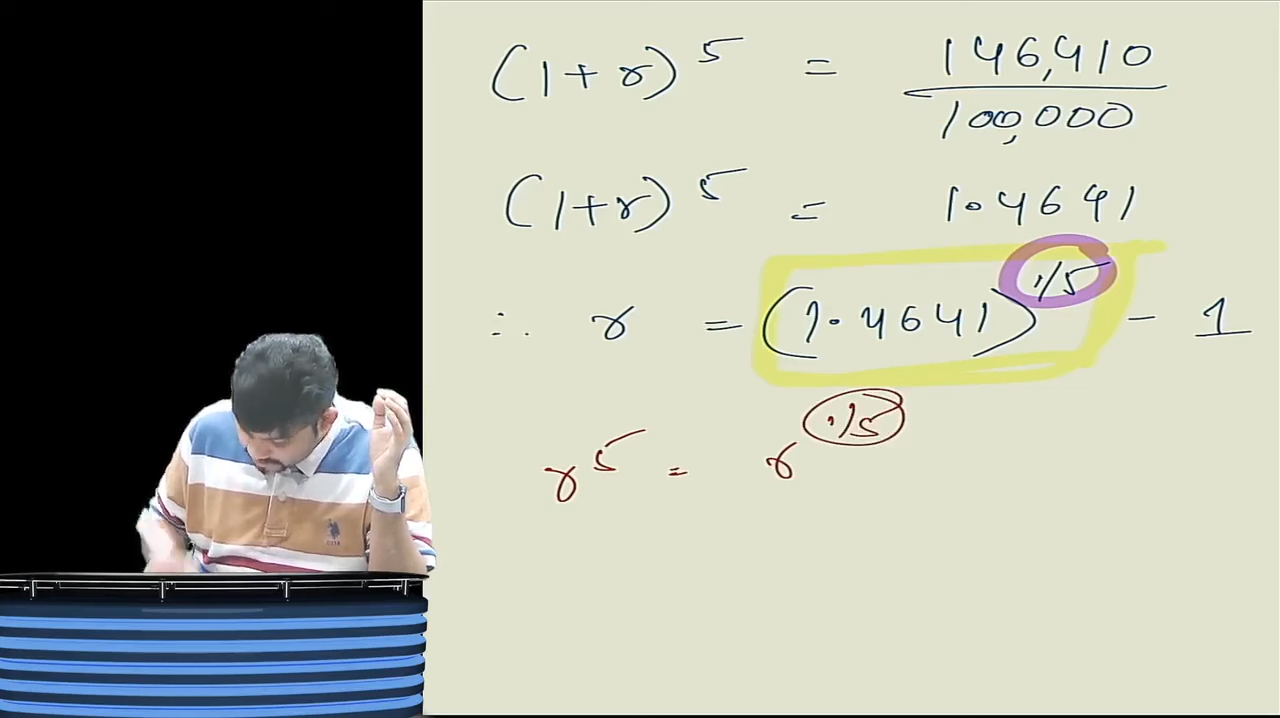 (1+r)^5 = 146,410 / 100,000
(1+r)^5 = 1.4641
∴ r = (1.4641)^1/5 - 1
r^5 = r^1/5